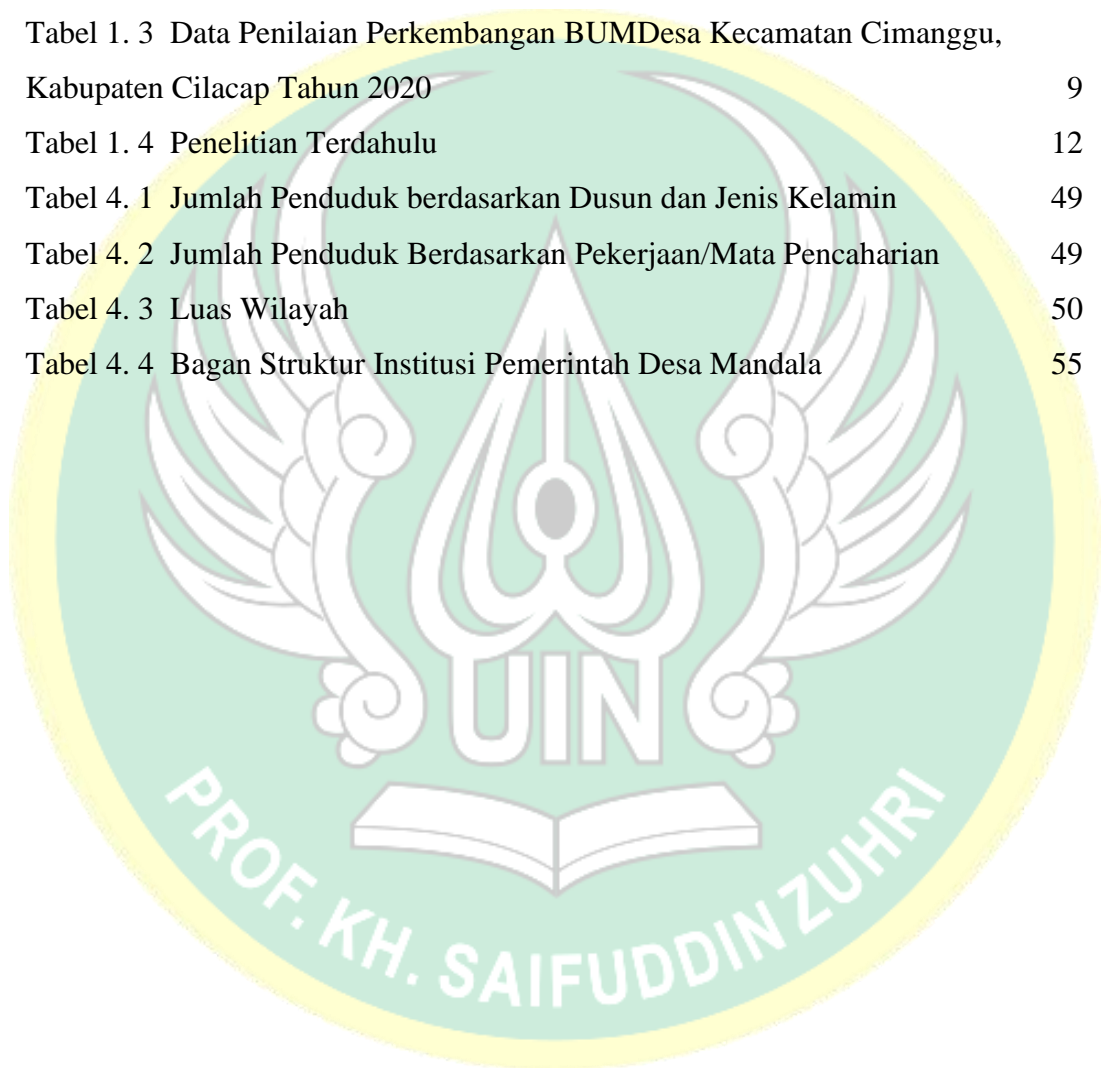 Tabel 1. 3 Data Penilaian Perkembangan BUMDesa Kecamatan Cimanggu,
Kabupaten Cilacap Tahun 2020 9
Tabel 1. 4 Penelitian Terdahulu 12
Tabel 4. 1 Jumlah Penduduk berdasarkan Dusun dan Jenis Kelamin 49
Tabel 4. 2 Jumlah Penduduk Berdasarkan Pekerjaan/Mata Pencaharian 49
Tabel 4. 3 Luas Wilayah 50
Tabel 4. 4 Bagan Struktur Institusi Pemerintah Desa Mandala 55
UIN
PROF. KH. SAIFUDDIN ZUHRI